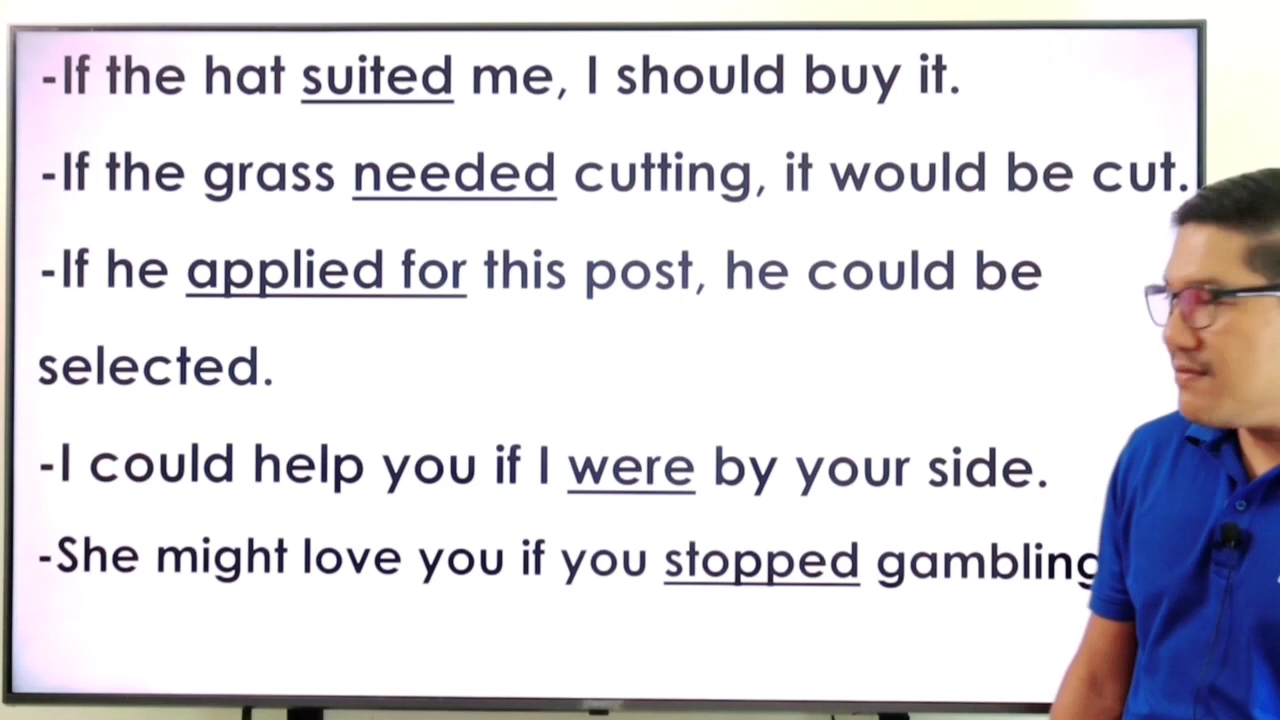 -If the hat suited me, I should buy it.
-If the grass needed cutting, it would be cut.
-If he applied for this post, he could be
selected.
-I could help you if I were by your side.
-She might love you if you stopped gambling